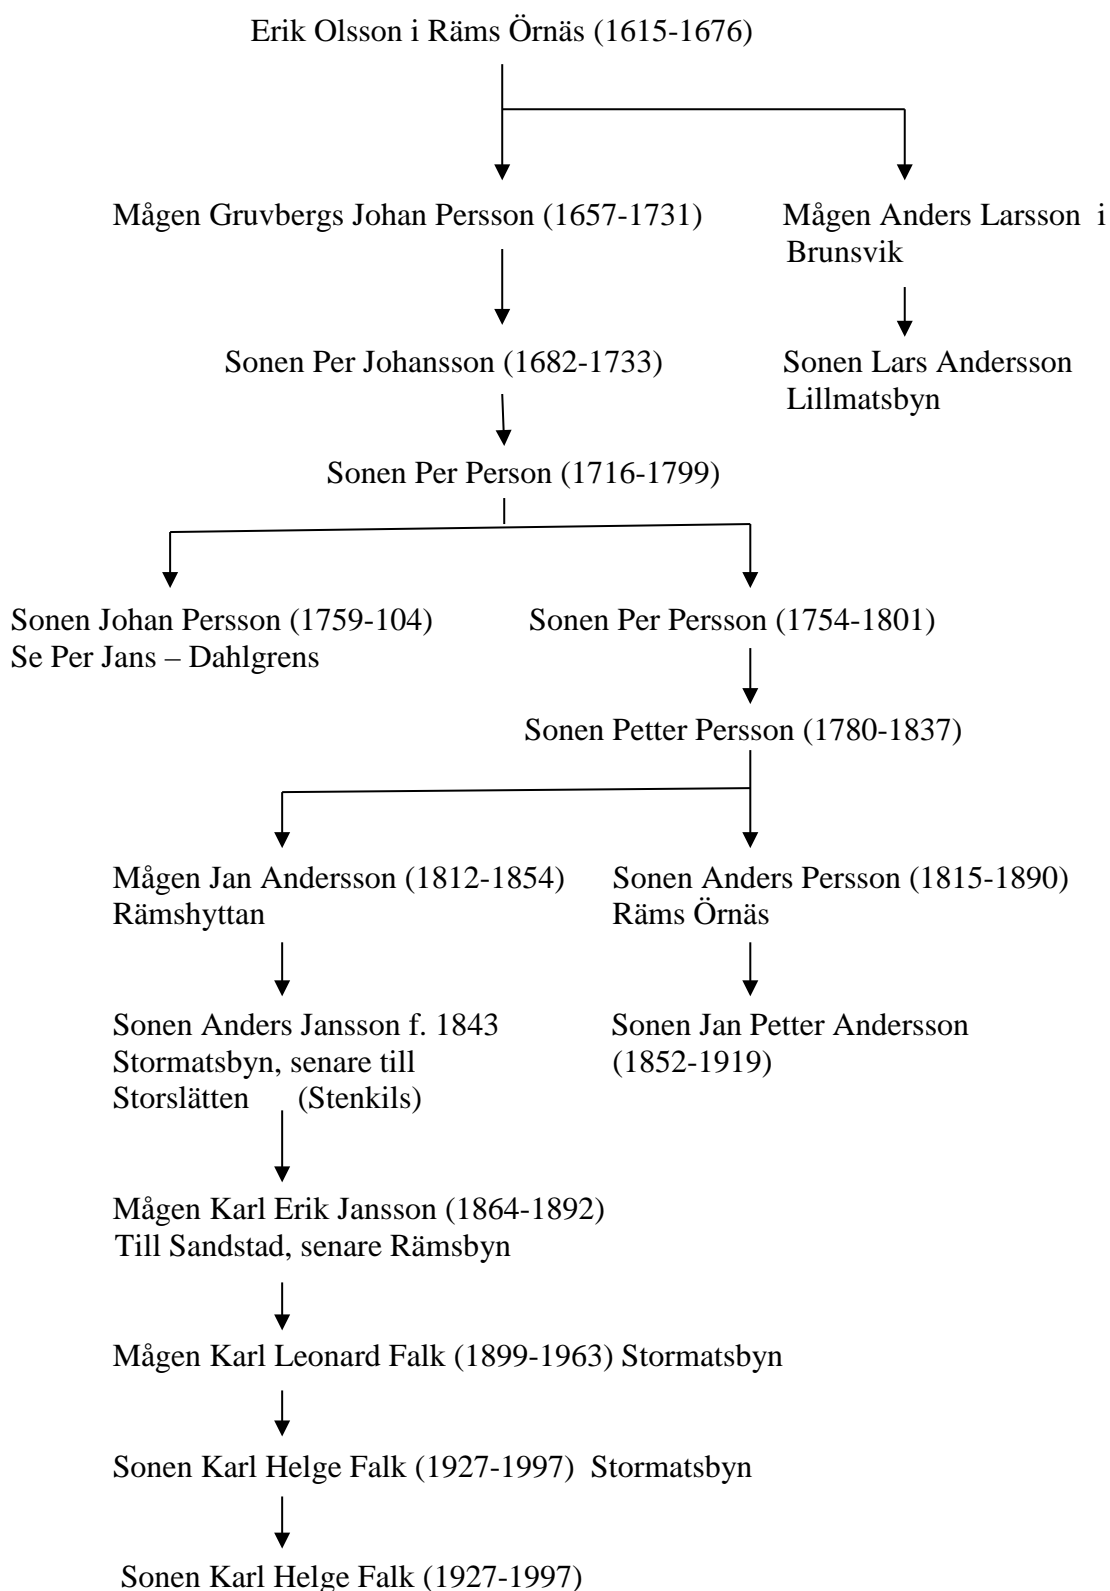 Erik Olsson i Räms Örnäs (1615-1676)
Mågen Gruvbergs Johan Persson (1657-1731)
Mågen Anders Larsson i
Brunsvik
Sonen Per Johansson (1682-1733)
Sonen Lars Andersson
Lillmatsbyn
Sonen Per Person (1716-1799)
Sonen Johan Persson (1759-104)
Se Per Jans – Dahlgrens
Sonen Per Persson (1754-1801)
Sonen Petter Persson (1780-1837)
Mågen Jan Andersson (1812-1854)
Rämshyttan
Sonen Anders Persson (1815-1890)
Räms Örnäs
Sonen Anders Jansson f. 1843
Stormatsbyn, senare till
Storslätten (Stenkils)
Sonen Jan Petter Andersson
(1852-1919)
Mågen Karl Erik Jansson (1864-1892)
Till Sandstad, senare Rämsbyn
Mågen Karl Leonard Falk (1899-1963) Stormatsbyn
Sonen Karl Helge Falk (1927-1997) Stormatsbyn
Sonen Karl Helge Falk (1927-1997)